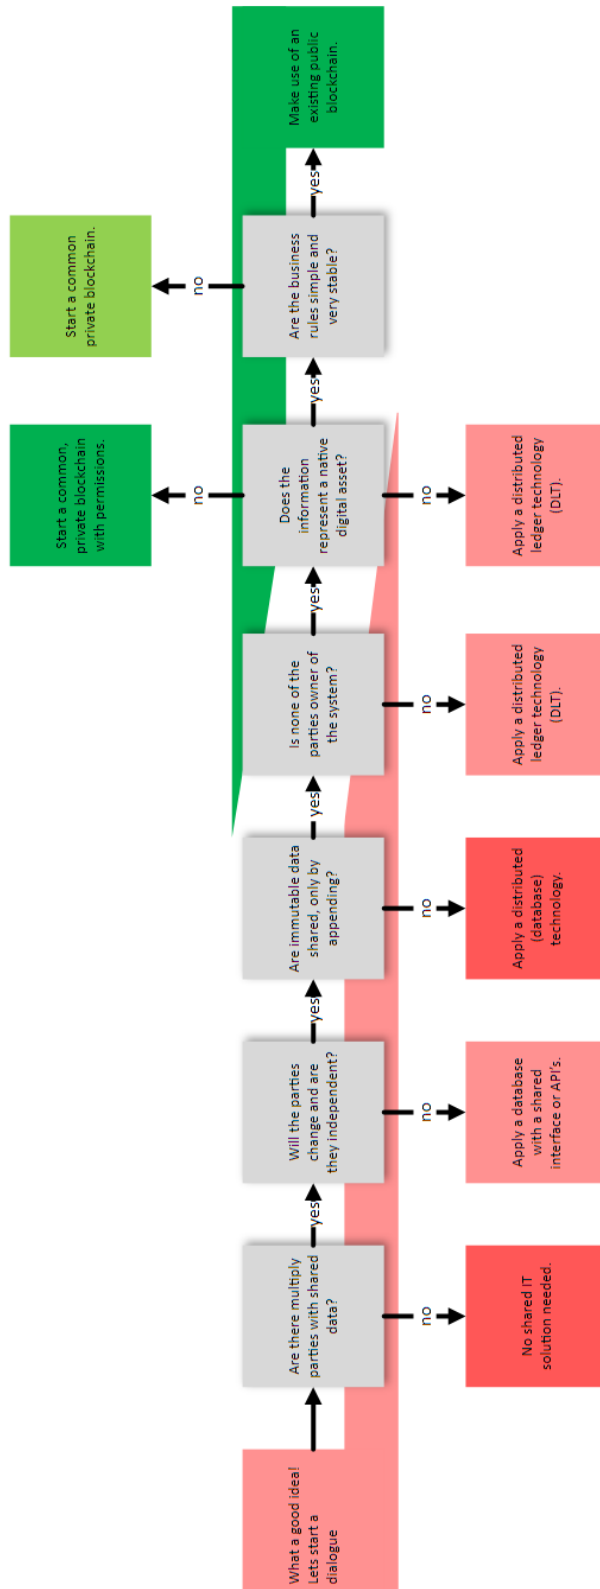 What a good idea!
Lets start a
dialogue
Are there multiply
parties with shared
data?
yes
no
No shared IT
solution needed.
Will the parties
change and are
they independent?
yes
no
Apply a database
with a shared
interface or API's.
Are immutable data
shared, only by
appending?
yes
no
Apply a distributed
(database)
technology.
Is none of the
parties owner of
the system?
yes
no
Apply a distributed
ledger technology
(DLT).
Does the
information
represent a native
digital asset?
yes
no
Start a common,
private blockchain
with permissions.
no
Apply a distributed
ledger technology
(DLT).
Are the business
rules simple and
very stable?
yes
no
Start a common
private blockchain.
Make use of an
existing public
blockchain.